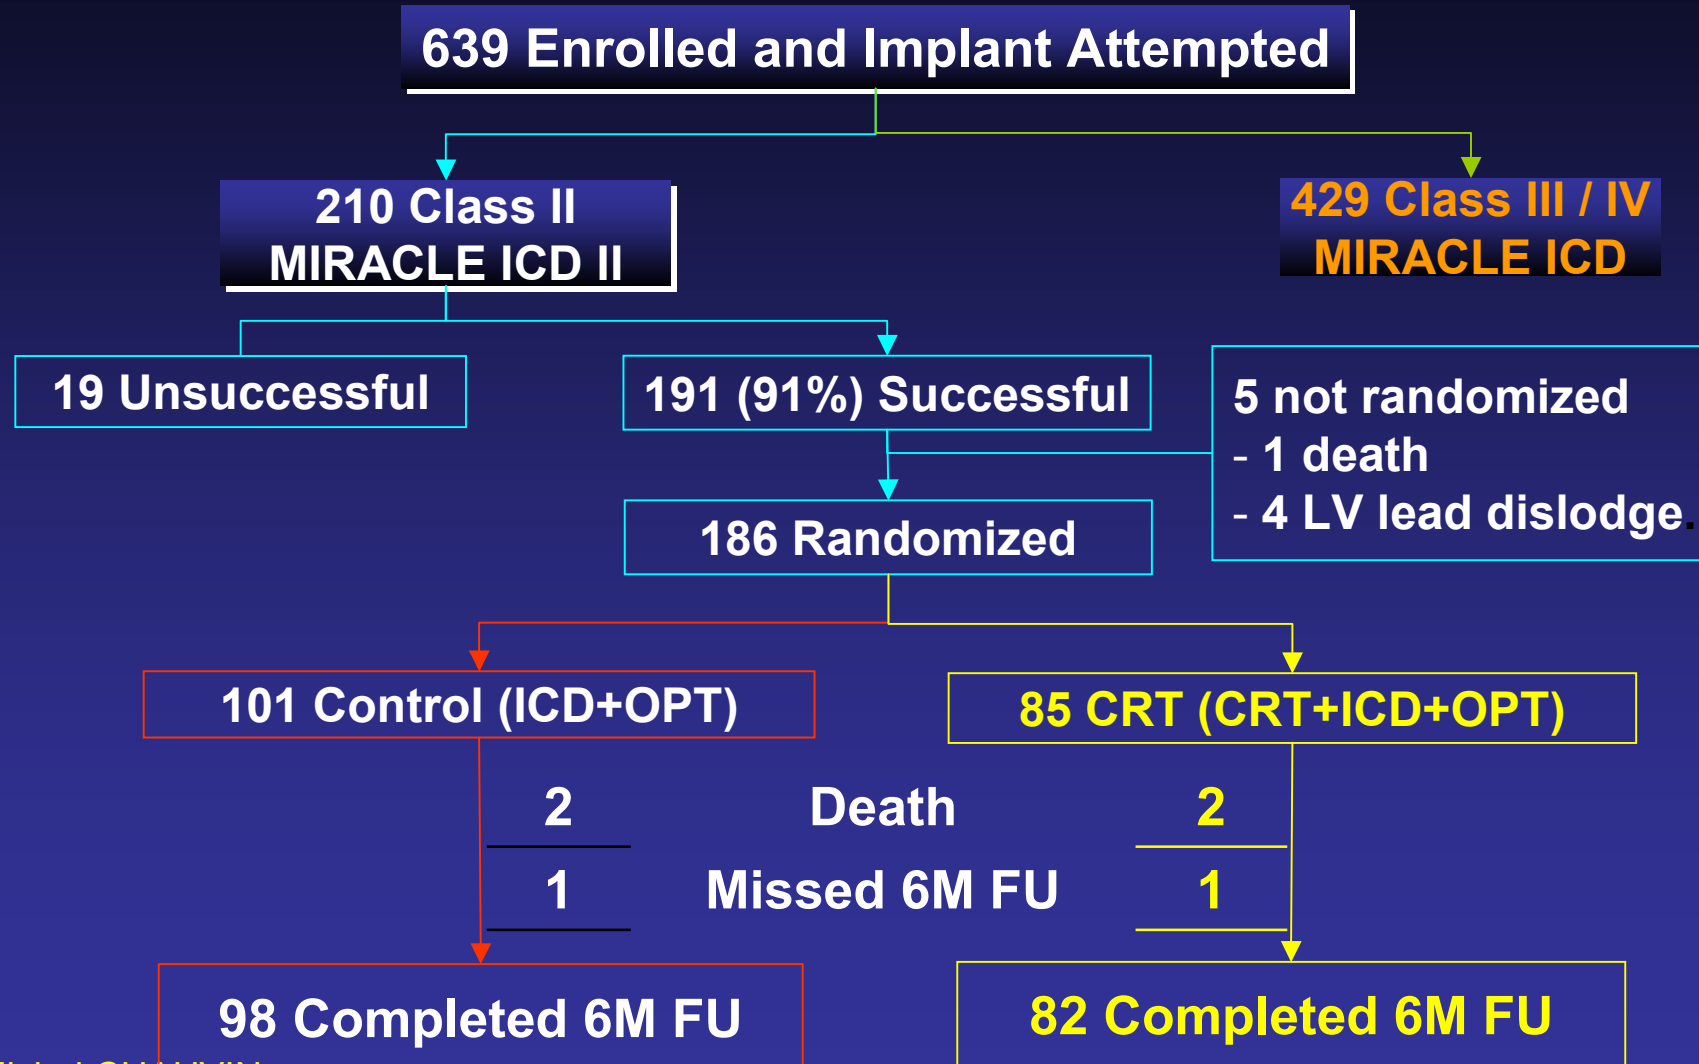 639 Enrolled and Implant Attempted
210 Class II
MIRACLE ICD II
429 Class III / IV
MIRACLE ICD
19 Unsuccessful
191 (91%) Successful
5 not randomized
- 1 death
- 4 LV lead dislodge.
186 Randomized
101 Control (ICD+OPT)
85 CRT (CRT+ICD+OPT)
2 Death 2
1 Missed 6M FU 1
98 Completed 6M FU
82 Completed 6M FU